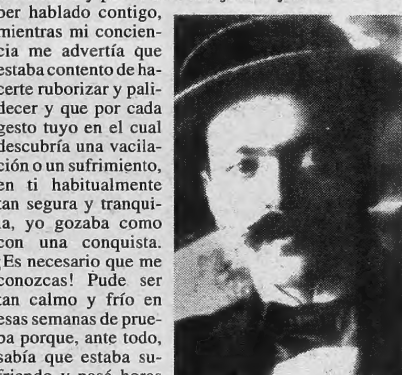 ber hablado contigo,
mientras mi concien-
cia me advertía que
estaba contento de ha-
certe ruborizar y pali-
decer y que por cada
gesto tuyo en el cual
descubría una vacila-
ción o un sufrimiento,
en ti habitualmente
tan segura y tranqui-
la, yo gozaba como
con una conquista.
¡Es necesario que me
conozcas! Pude ser
tan calmo y frío en
esas semanas de prue-
ba porque, ante todo,
sabía que estaba su-
friendo y pasé horas